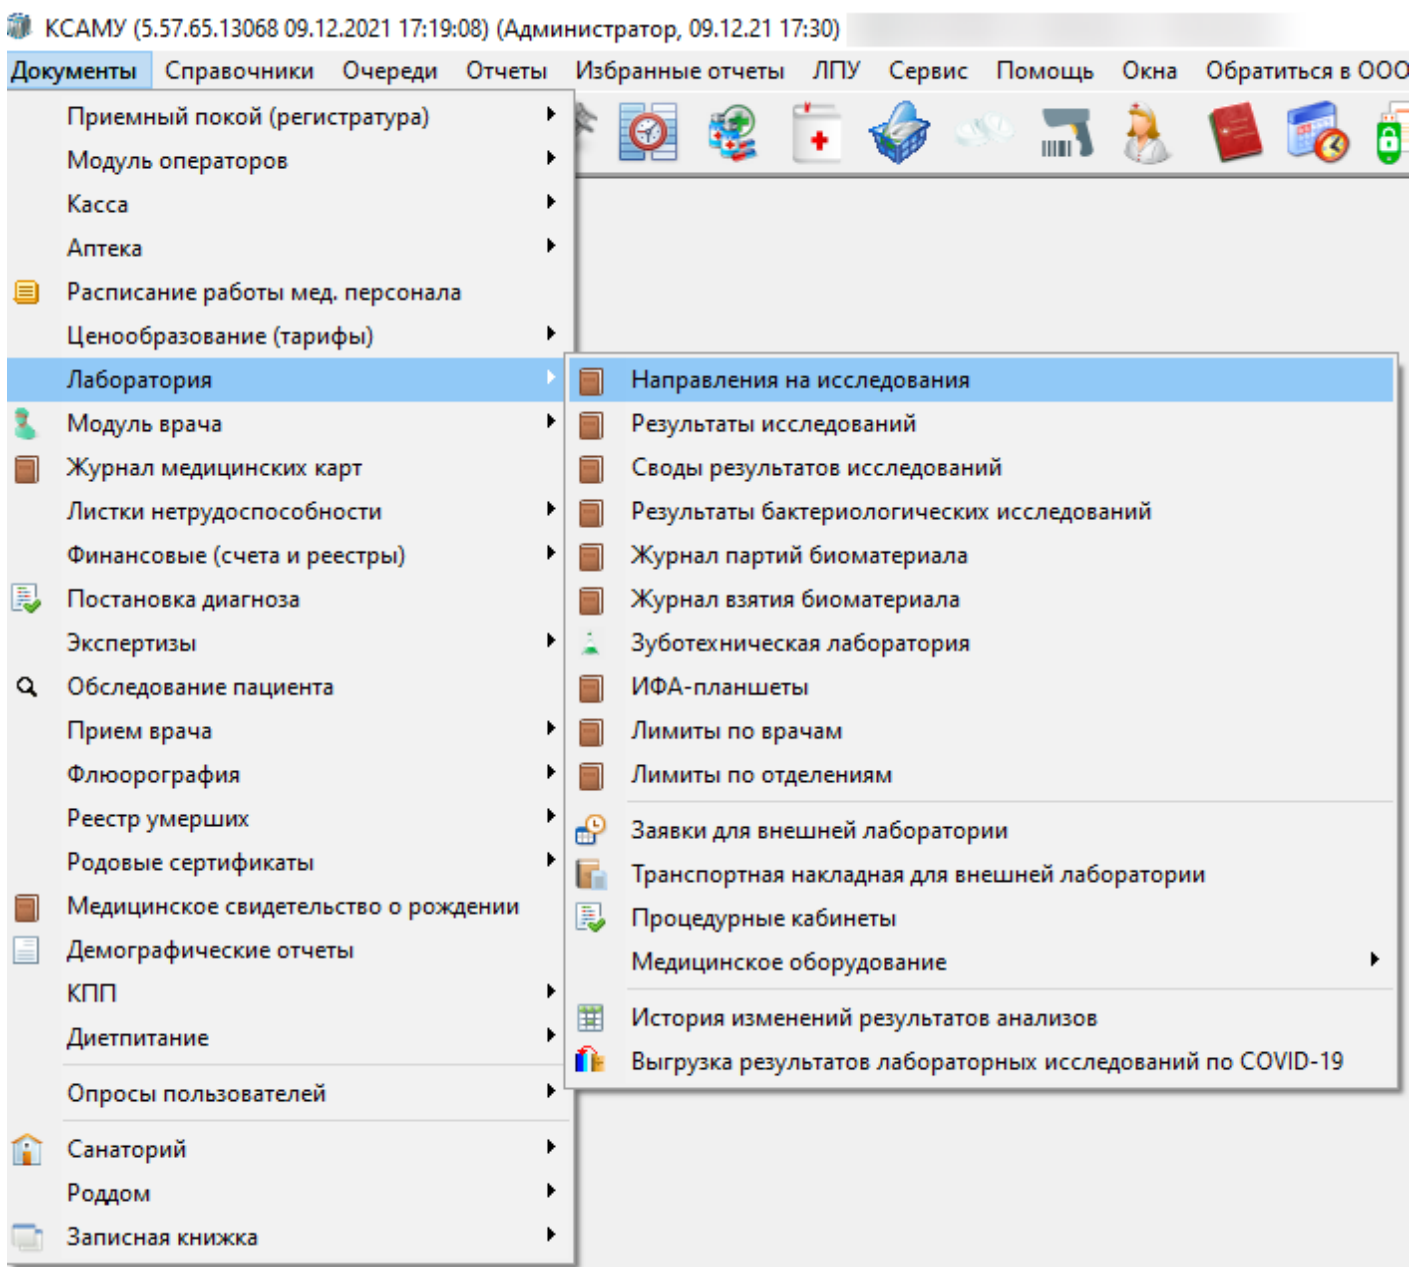 КСАМУ (5.57.65.13068 09.12.2021 17:19:08) (Администратор, 09.12.21 17:30)
Документы Справочники Очереди Отчеты Избранные отчеты ЛПУ Сервис Помощь Окна Обратиться в ООО
Приемный покой (регистратура)
Модуль операторов
Касса
Аптека
Расписание работы мед. персонала
Ценообразование (тарифы)
Лаборатория
Модуль врача
Журнал медицинских карт
Листки нетрудоспособности
Финансовые (счета и реестры)
Постановка диагноза
Экспертизы
Обследование пациента
Прием врача
Флюорография
Реестр умерших
Родовые сертификаты
Медицинское свидетельство о рождении
Демографические отчеты
КПП
Диетпитание
Опросы пользователей
Санаторий
Роддом
Записная книжка
Направления на исследования
Результаты исследований
Своды результатов исследований
Результаты бактериологических исследований
Журнал партий биоматериала
Журнал взятия биоматериала
Зуботехническая лаборатория
ИФА-планшеты
Лимиты по врачам
Лимиты по отделениям
Заявки для внешней лаборатории
Транспортная накладная для внешней лаборатории
Процедурные кабинеты
Медицинское оборудование
История изменений результатов анализов
Выгрузка результатов лабораторных исследований по COVID-19